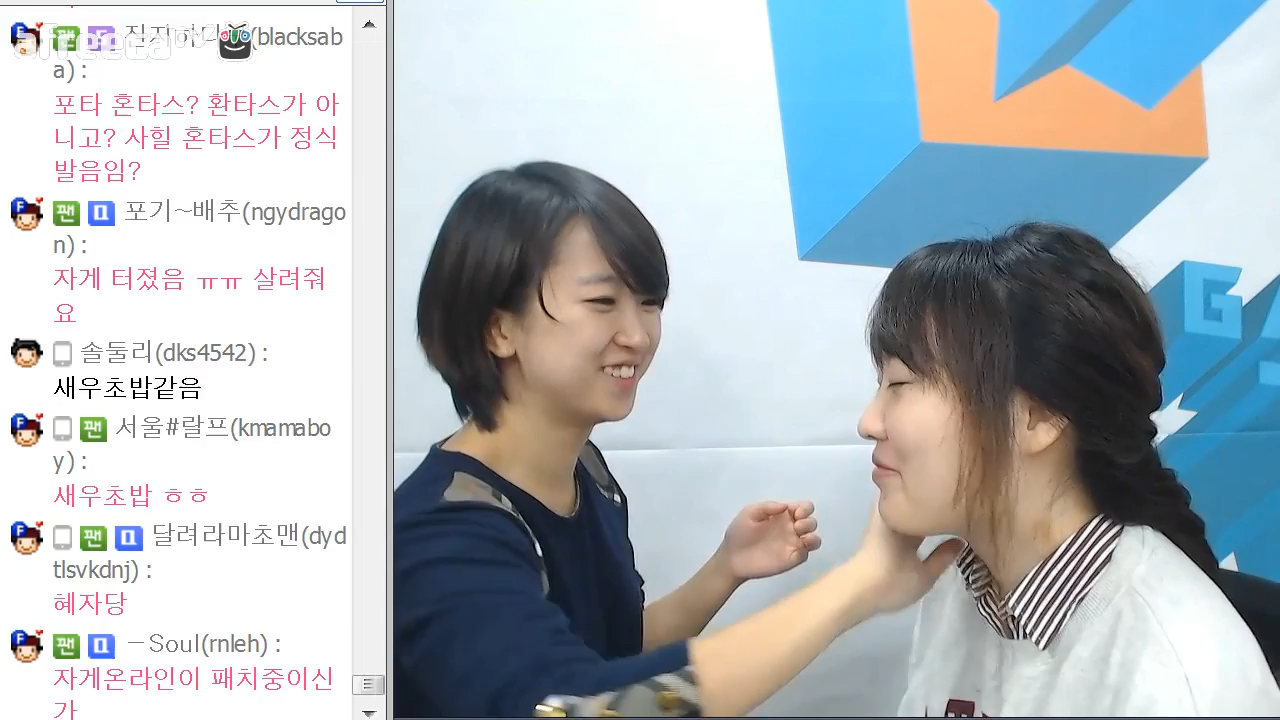 afreeca
(blacksab
a) :
포타 혼타스? 환타스가 아
니고? 사힐 혼타스가 정식
발음임?
팬 포기~배추(ngydrago
n) :
자게 터졌음 ㅠㅠ 살려줘
요
솔둘리(dks4542) :
새우초밥같음
팬 서울#랄프(kmamabo
y) :
새우초밥 ㅎㅎ
팬 달려라마초맨(dyd
tlsvkdnj) :
혜자당
팬 ㅡSoul(rnleh) :
자게온라인이 패치중이신
가
G